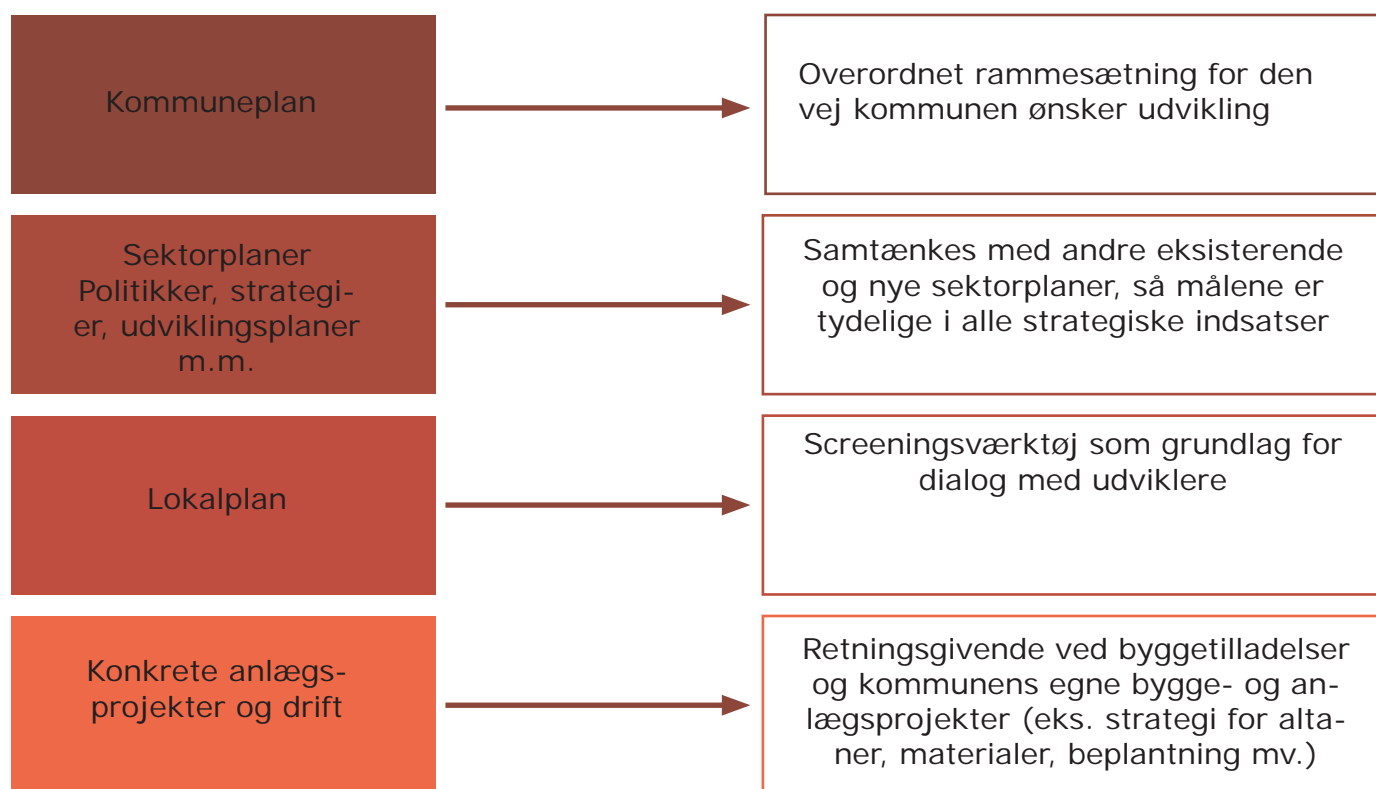 Kommuneplan
Overordnet rammesætning for den
vej kommunen ønsker udvikling
Sektorplaner
Politikker, strategi-
er, udviklingsplaner
m.m.
Samtænkes med andre eksisterende
og nye sektorplaner, så målene er
tydelige i alle strategiske indsatser
Lokalplan
Screeningsværktøj som grundlag for
dialog med udviklere
Konkrete anlægs-
projekter og drift
Retningsgivende ved byggetilladelser
og kommunens egne bygge- og an-
lægsprojekter (eks. strategi for alta-
ner, materialer, beplantning mv.)